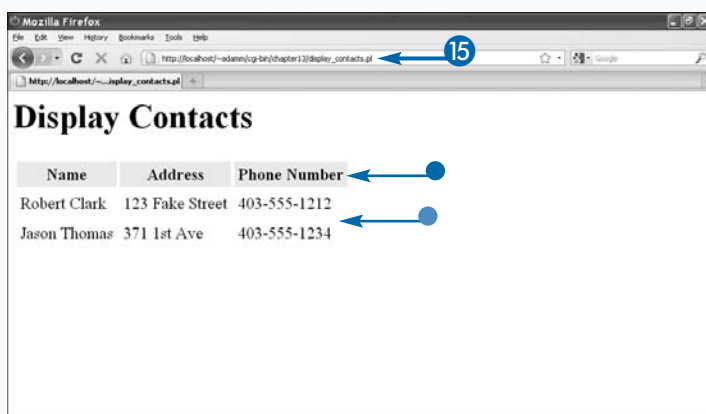 Mozilla Firefox
File Edit View History Bookmarks Tools Help
http://localhost/~adamm/cgi-bin/chapter13/display_contacts.pl
15
Google
http://localhost/~...isplay_contacts.pl
Display Contacts
Name Address Phone Number
Robert Clark 123 Fake Street 403-555-1212
Jason Thomas 371 1st Ave 403-555-1234